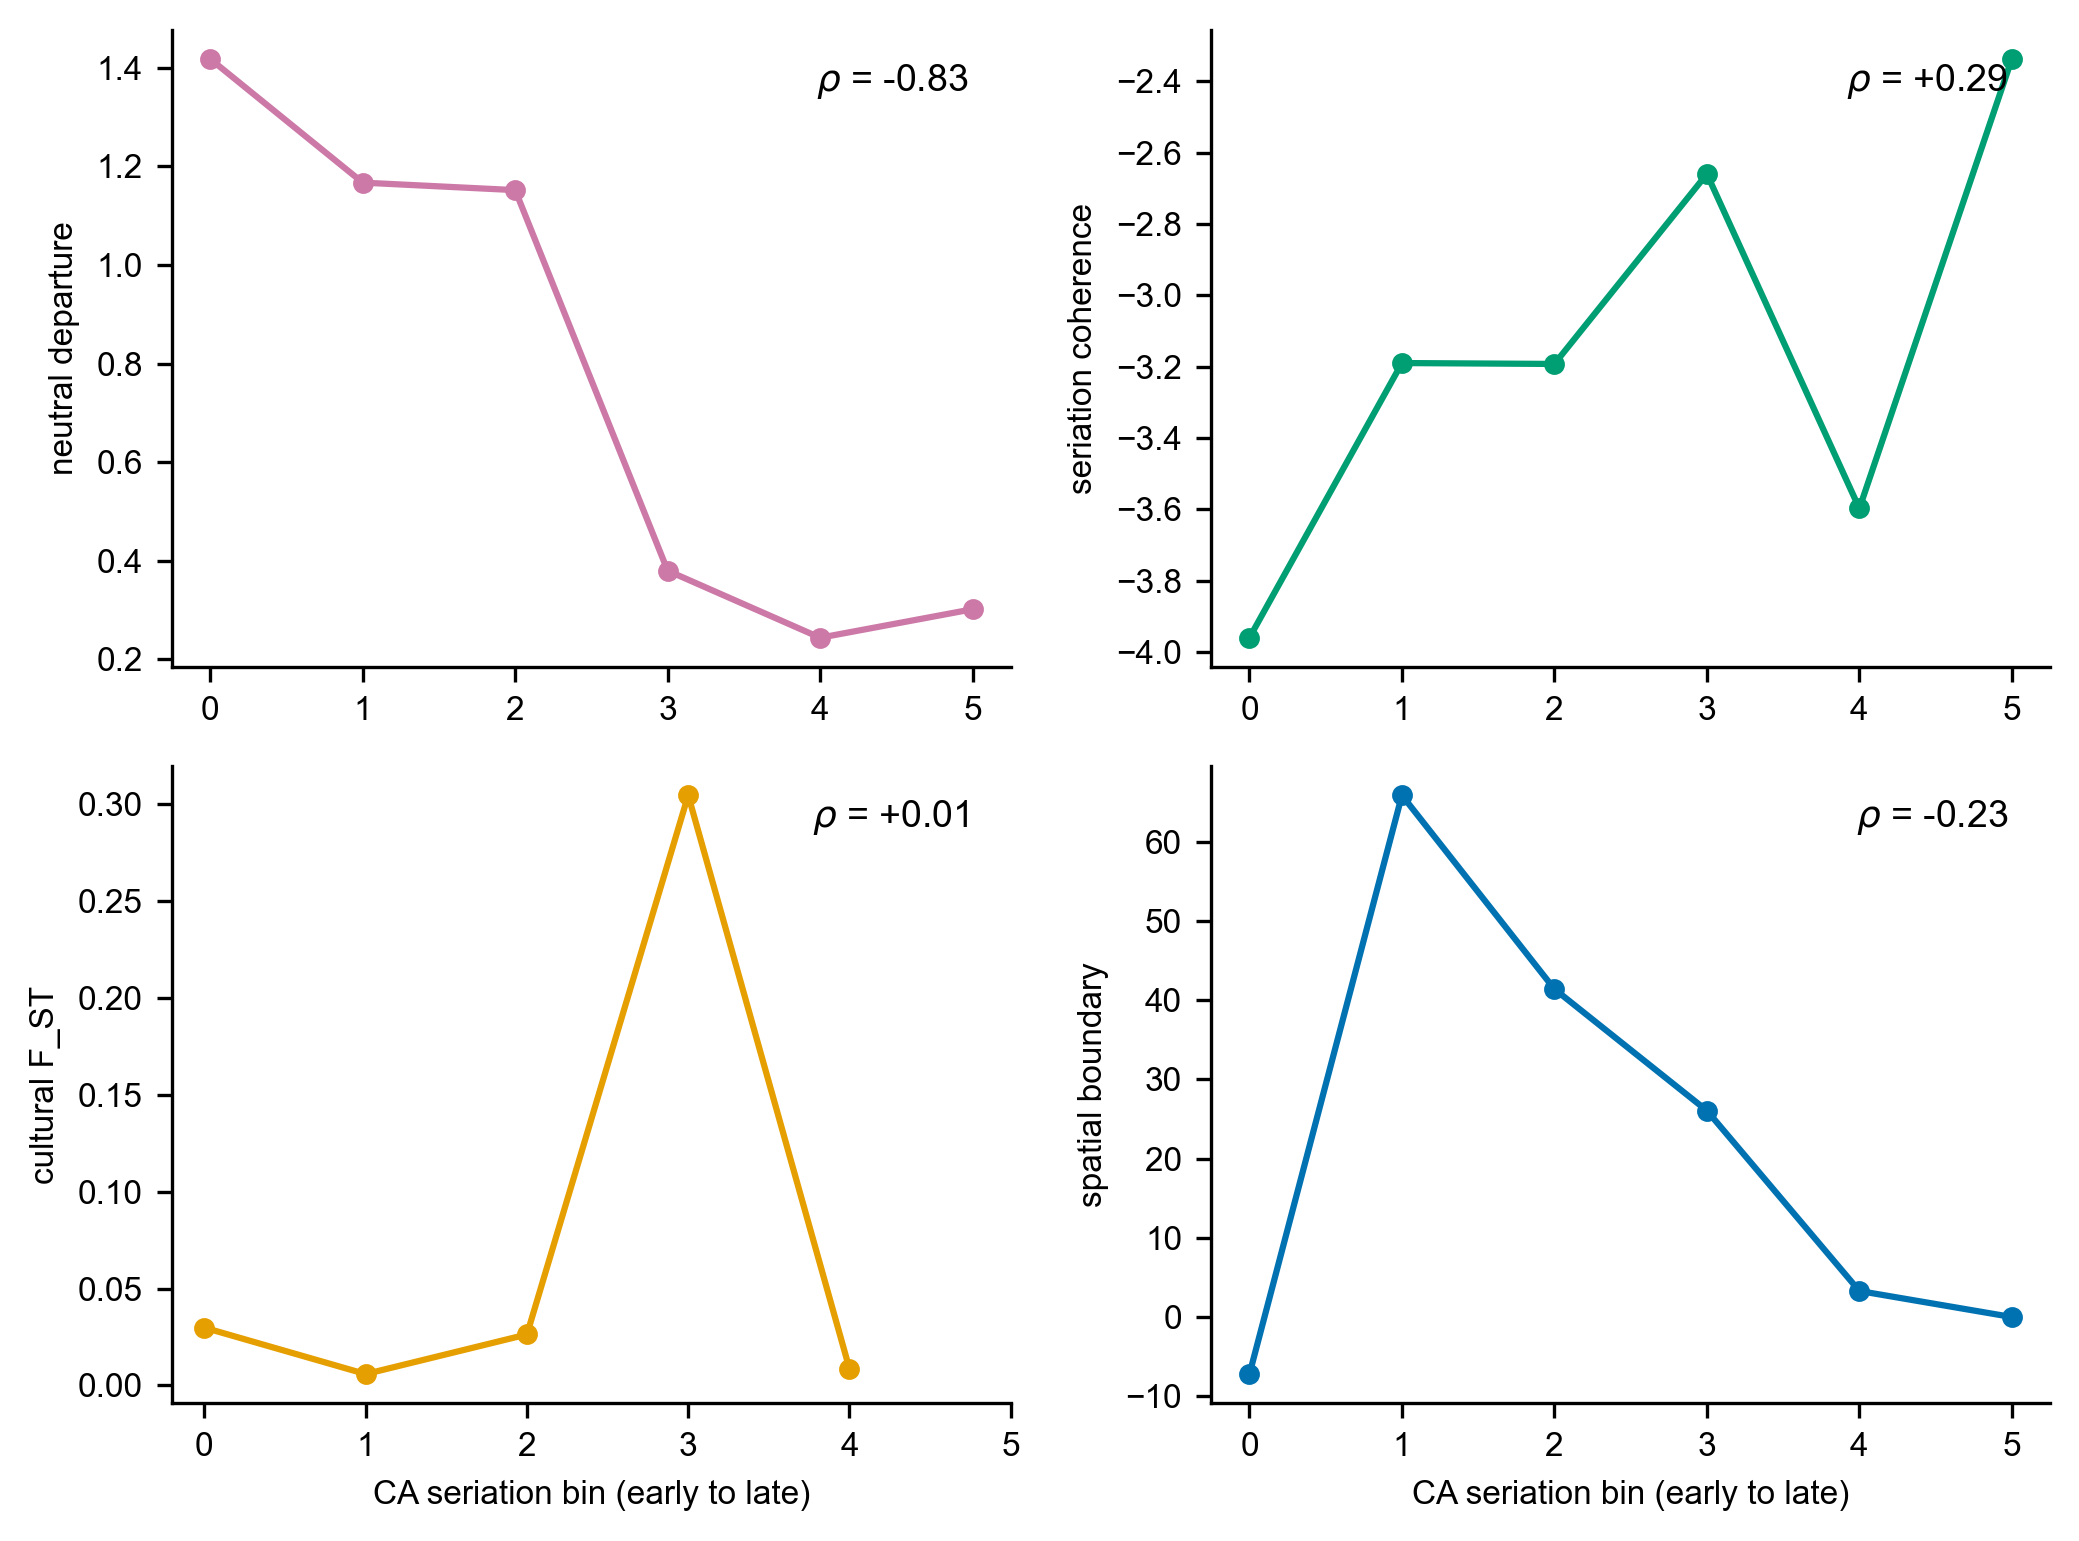 neutral departure
1.4
1.2
1.0
0.8
0.6
0.4
0.2
0 1 2 3 4 5
ρ = -0.83
seriation coherence
−2.4
−2.6
−2.8
−3.0
−3.2
−3.4
−3.6
−3.8
−4.0
0 1 2 3 4 5
ρ = +0.29
cultural F_ST
0.30
0.25
0.20
0.15
0.10
0.05
0.00
0 1 2 3 4 5
CA seriation bin (early to late)
ρ = +0.01
spatial boundary
60
50
40
30
20
10
0
−10
0 1 2 3 4 5
CA seriation bin (early to late)
ρ = -0.23